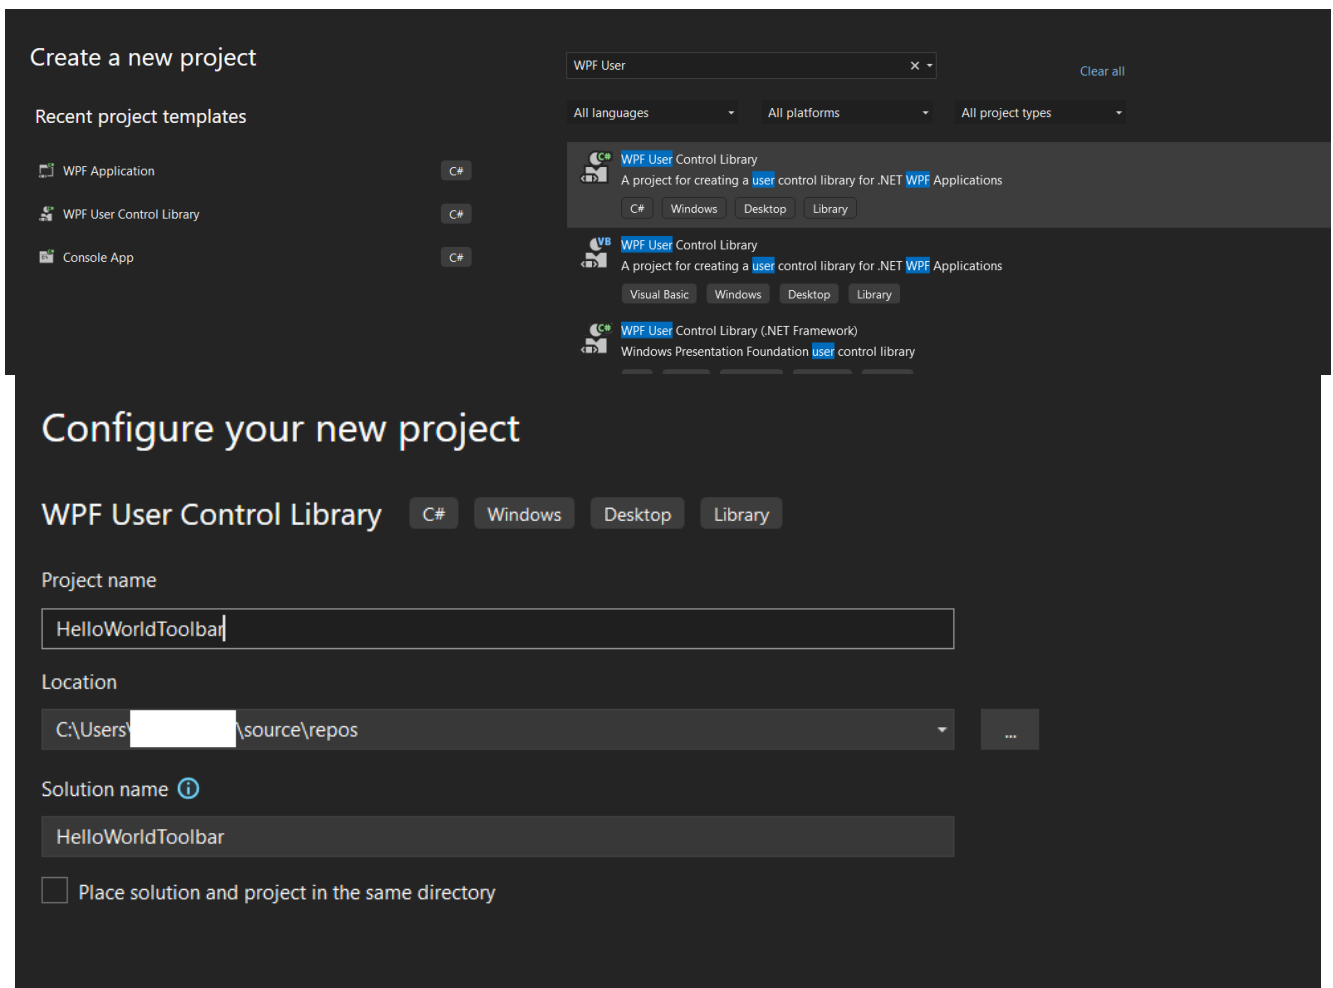 Create a new project
WPF User
Clear all
Recent project templates
All languages
All platforms
All project types
WPF Application
C#
WPF User Control Library
C#
Console App
C#
C#
WPF User Control Library
A project for creating a user control library for .NET WPF Applications
C#
Windows
Desktop
Library
VB
WPF User Control Library
A project for creating a user control library for .NET WPF Applications
Visual Basic
Windows
Desktop
Library
C#
WPF User Control Library (.NET Framework)
Windows Presentation Foundation user control library
Configure your new project
WPF User Control Library
C#
Windows
Desktop
Library
Project name
HelloWorldToolbar
Location
C:\Users\ \source\repos
...
Solution name
HelloWorldToolbar
Place solution and project in the same directory